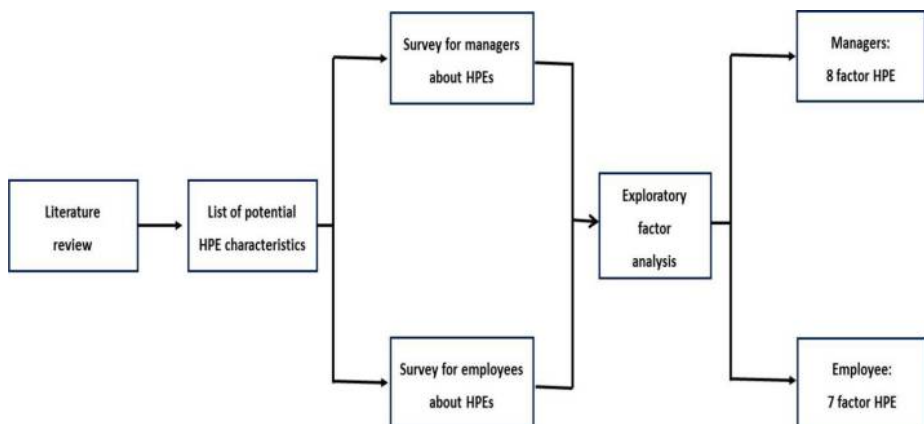 Literature
review
List of potential
HPE characteristics
Survey for managers
about HPEs
Survey for employees
about HPEs
Exploratory
factor
analysis
Managers:
8 factor HPE
Employee:
7 factor HPE